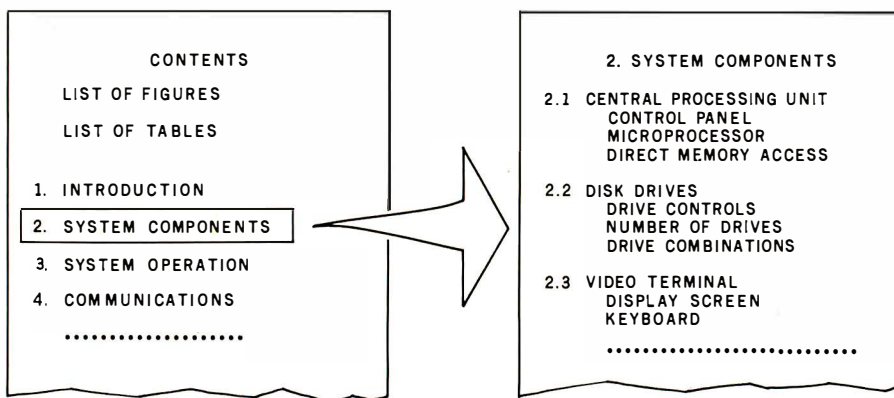 CONTENTS
LIST OF FIGURES
LIST OF TABLES
1. INTRODUCTION
2. SYSTEM COMPONENTS
3. SYSTEM OPERATION
4. COMMUNICATIONS
....................
2. SYSTEM COMPONENTS
2.1 CENTRAL PROCESSING UNIT
CONTROL PANEL
MICROPROCESSOR
DIRECT MEMORY ACCESS
2.2 DISK DRIVES
DRIVE CONTROLS
NUMBER OF DRIVES
DRIVE COMBINATIONS
2.3 VIDEO TERMINAL
DISPLAY SCREEN
KEYBOARD
...........................